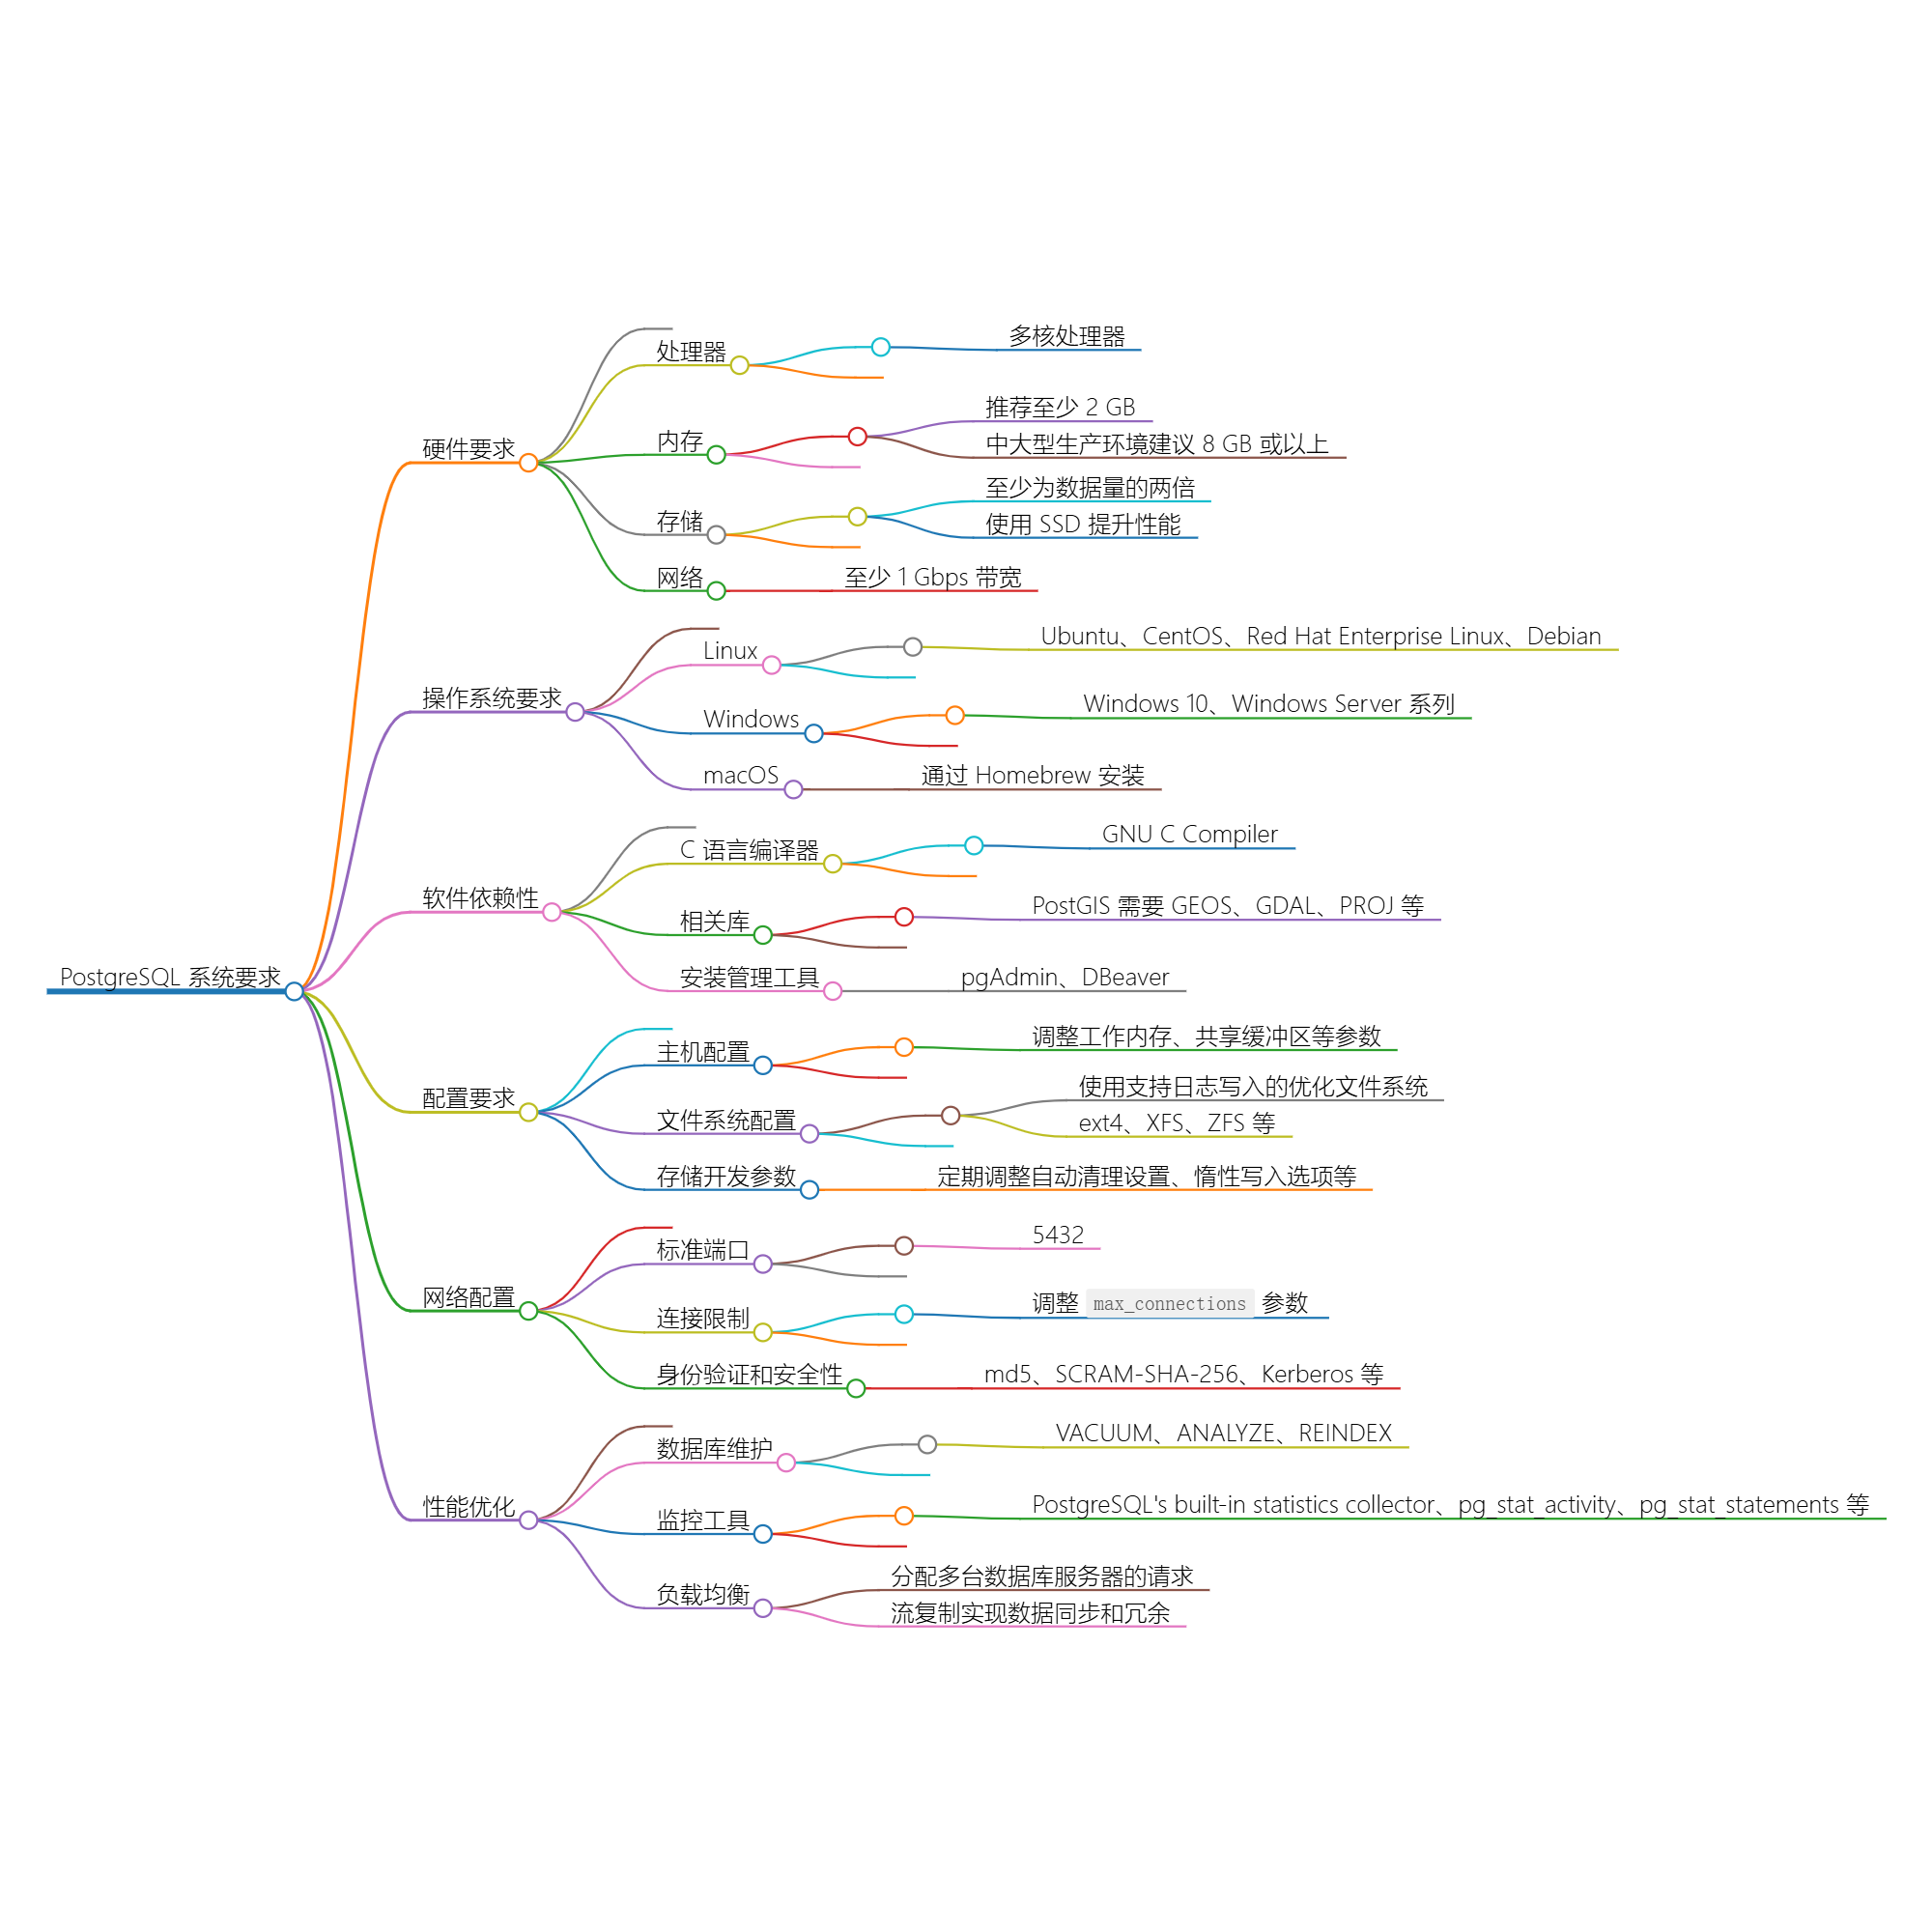 PostgreSQL 系统要求
硬件要求
处理器
多核处理器
内存
推荐至少 2 GB
中大型生产环境建议 8 GB 或以上
存储
至少为数据量的两倍
使用 SSD 提升性能
网络
至少 1 Gbps 带宽
操作系统要求
Linux
Ubuntu、CentOS、Red Hat Enterprise Linux、Debian
Windows
Windows 10、Windows Server 系列
macOS
通过 Homebrew 安装
软件依赖性
C 语言编译器
GNU C Compiler
相关库
PostGIS 需要 GEOS、GDAL、PROJ 等
安装管理工具
pgAdmin、DBeaver
配置要求
主机配置
调整工作内存、共享缓冲区等参数
文件系统配置
使用支持日志写入的优化文件系统
ext4、XFS、ZFS 等
存储开发参数
定期调整自动清理设置、惰性写入选项等
网络配置
标准端口
5432
连接限制
调整 max_connections 参数
身份验证和安全性
md5、SCRAM-SHA-256、Kerberos 等
性能优化
数据库维护
VACUUM、ANALYZE、REINDEX
监控工具
PostgreSQL's built-in statistics collector、pg_stat_activity、pg_stat_statements 等
负载均衡
分配多台数据库服务器的请求
流复制实现数据同步和冗余